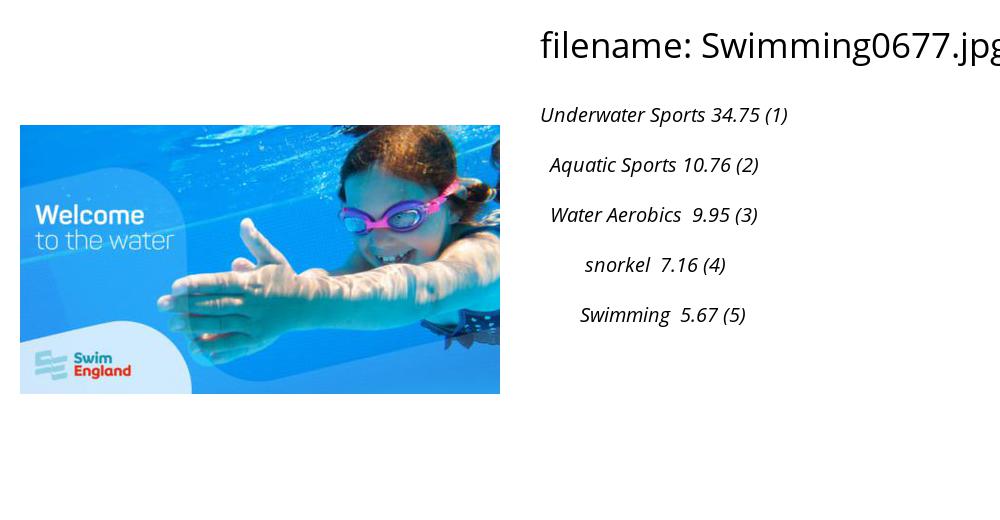 filename: Swimming0677.jpg
Underwater Sports 34.75 (1)
Aquatic Sports 10.76 (2)
Water Aerobics 9.95 (3)
snorkel 7.16 (4)
Swimming 5.67 (5)
Welcome
to the water
Swim
England